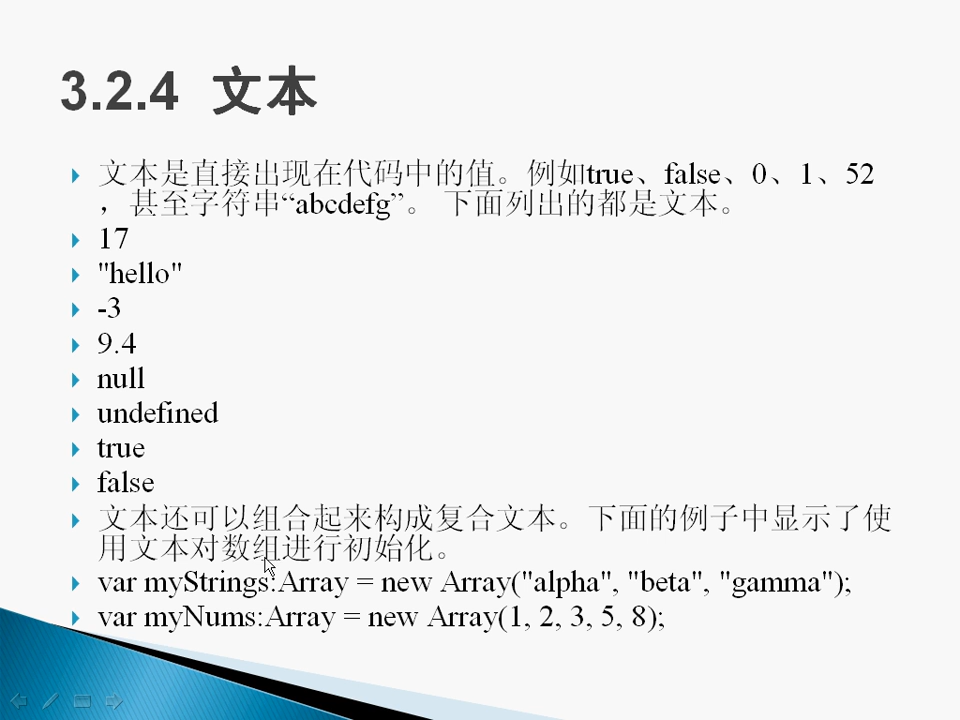 3.2.4 文本
文本是直接出现在代码中的值。例如true、false、0、1、52
，甚至字符串“abcdefg”。 下面列出的都是文本。
17
"hello"
-3
9.4
null
undefined
true
false
文本还可以组合起来构成复合文本。下面的例子中显示了使
用文本对数组进行初始化。
var myStrings:Array = new Array("alpha", "beta", "gamma");
var myNums:Array = new Array(1, 2, 3, 5, 8);